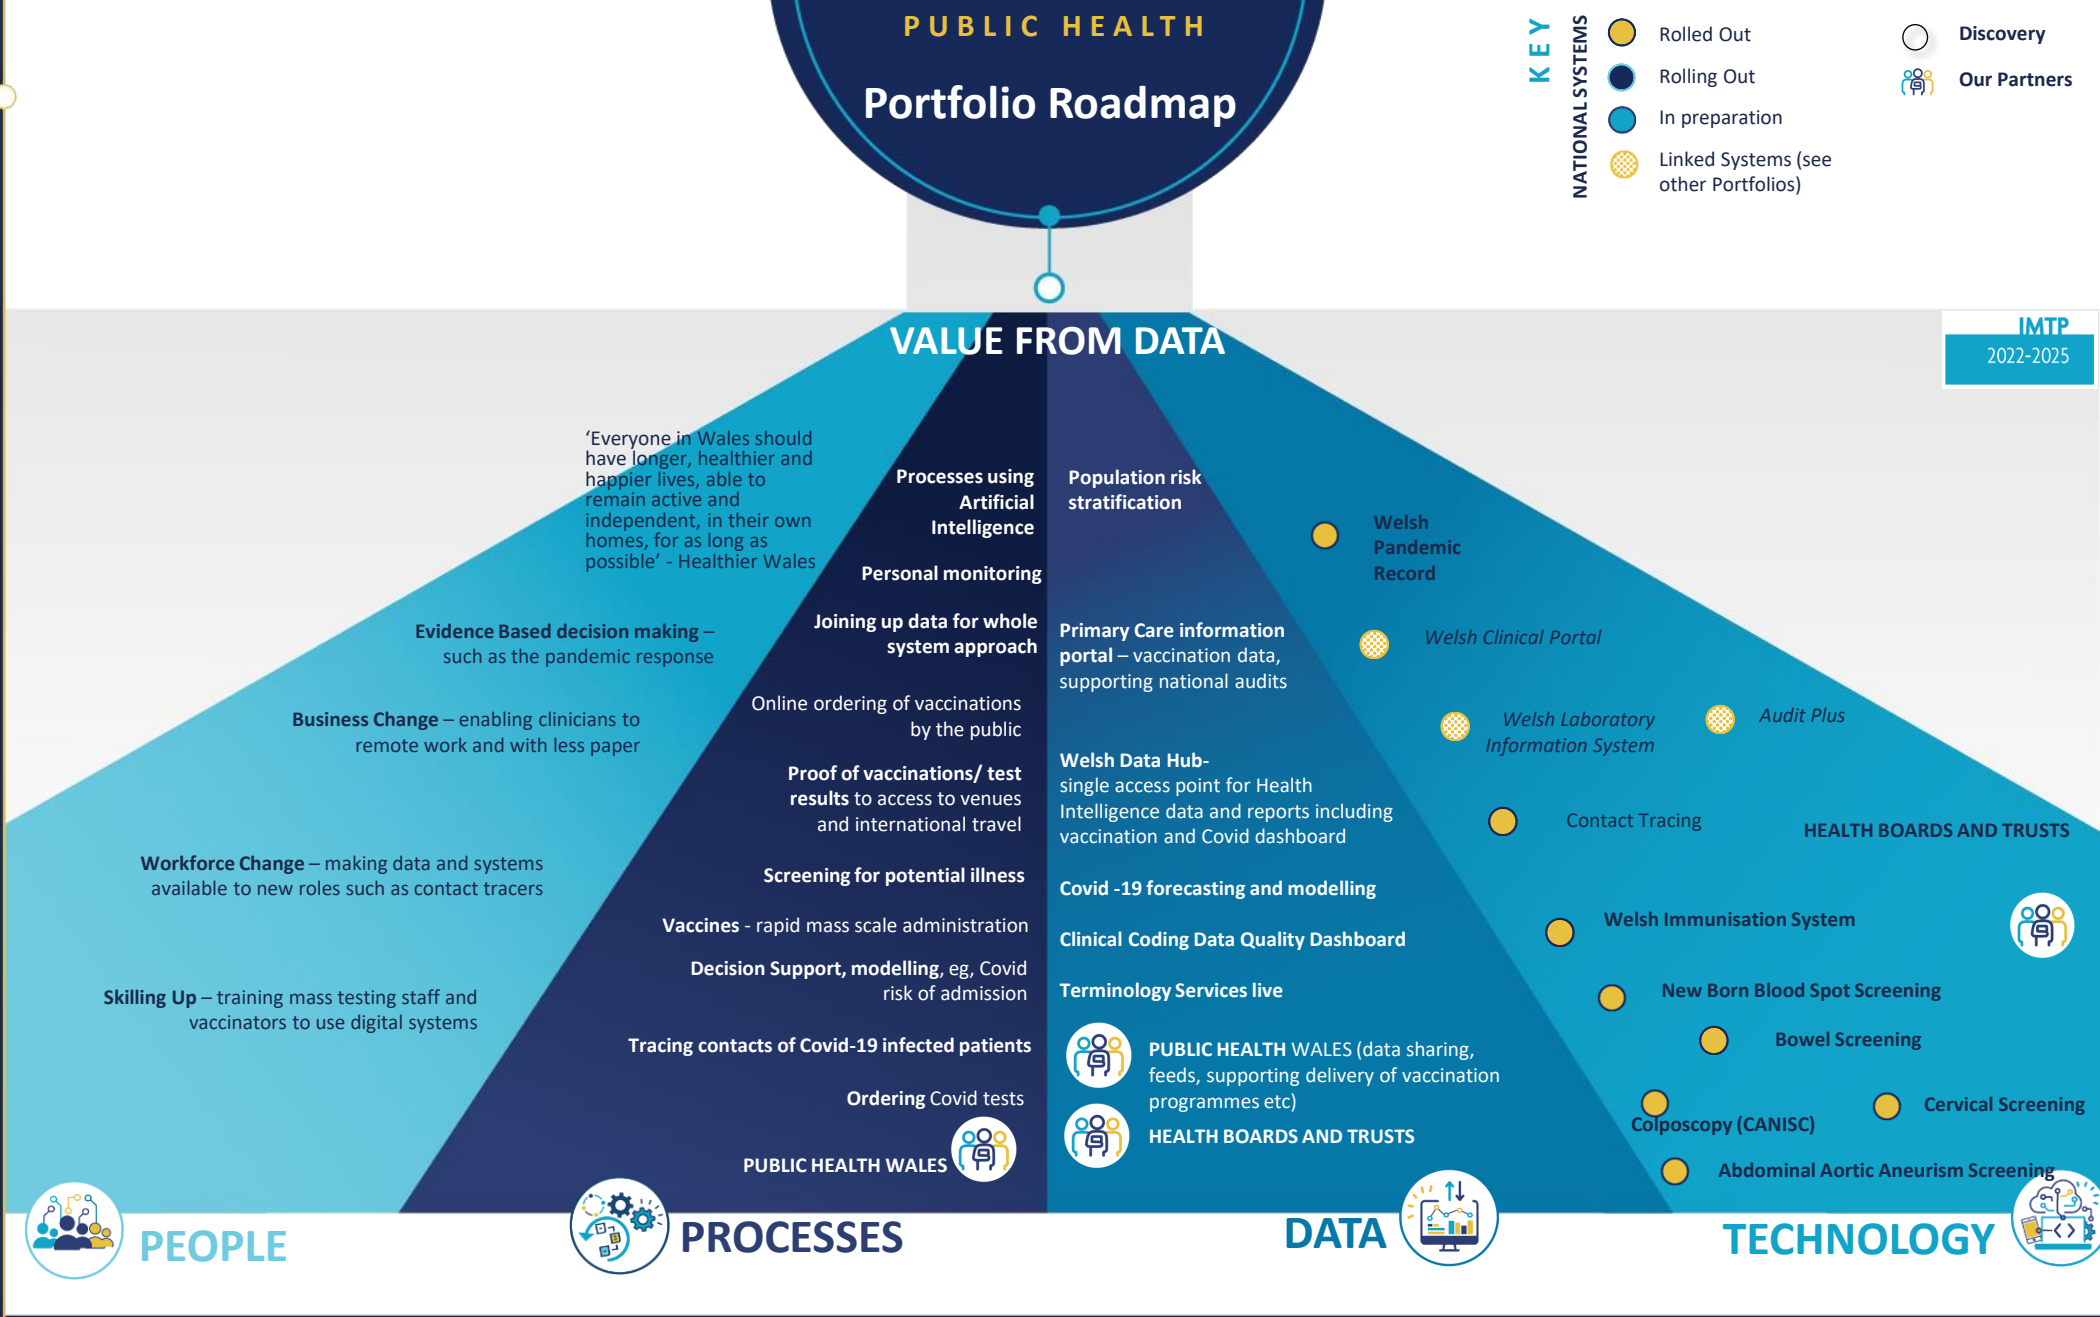 PUBLIC HEALTH
Portfolio Roadmap
KEY
NATIONAL SYSTEMS
Rolled Out
Rolling Out
In preparation
Linked Systems (see
other Portfolios)
Discovery
Our Partners
IMTP
2022-2025
VALUE FROM DATA
‘Everyone in Wales should
have longer, healthier and
happier lives, able to
remain active and
independent, in their own
homes, for as long as
possible’ - Healthier Wales
Evidence Based decision making –
such as the pandemic response
Business Change – enabling clinicians to
remote work and with less paper
Workforce Change – making data and systems
available to new roles such as contact tracers
Skilling Up – training mass testing staff and
vaccinators to use digital systems
Processes using
Artificial
Intelligence
Personal monitoring
Joining up data for whole
system approach
Online ordering of vaccinations
by the public
Proof of vaccinations/ test
results to access to venues
and international travel
Screening for potential illness
Vaccines - rapid mass scale administration
Decision Support, modelling, eg, Covid
risk of admission
Tracing contacts of Covid-19 infected patients
Ordering Covid tests
PUBLIC HEALTH WALES
Population risk
stratification
Primary Care information
portal – vaccination data,
supporting national audits
Welsh Data Hub-
single access point for Health
Intelligence data and reports including
vaccination and Covid dashboard
Covid -19 forecasting and modelling
Clinical Coding Data Quality Dashboard
Terminology Services live
PUBLIC HEALTH WALES (data sharing,
feeds, supporting delivery of vaccination
programmes etc)
HEALTH BOARDS AND TRUSTS
Welsh
Pandemic
Record
Welsh Clinical Portal
Welsh Laboratory
Information System
Audit Plus
Contact Tracing
HEALTH BOARDS AND TRUSTS
Welsh Immunisation System
New Born Blood Spot Screening
Bowel Screening
Colposcopy (CANISC)
Cervical Screening
Abdominal Aortic Aneurism Screening
PEOPLE
PROCESSES
DATA
TECHNOLOGY